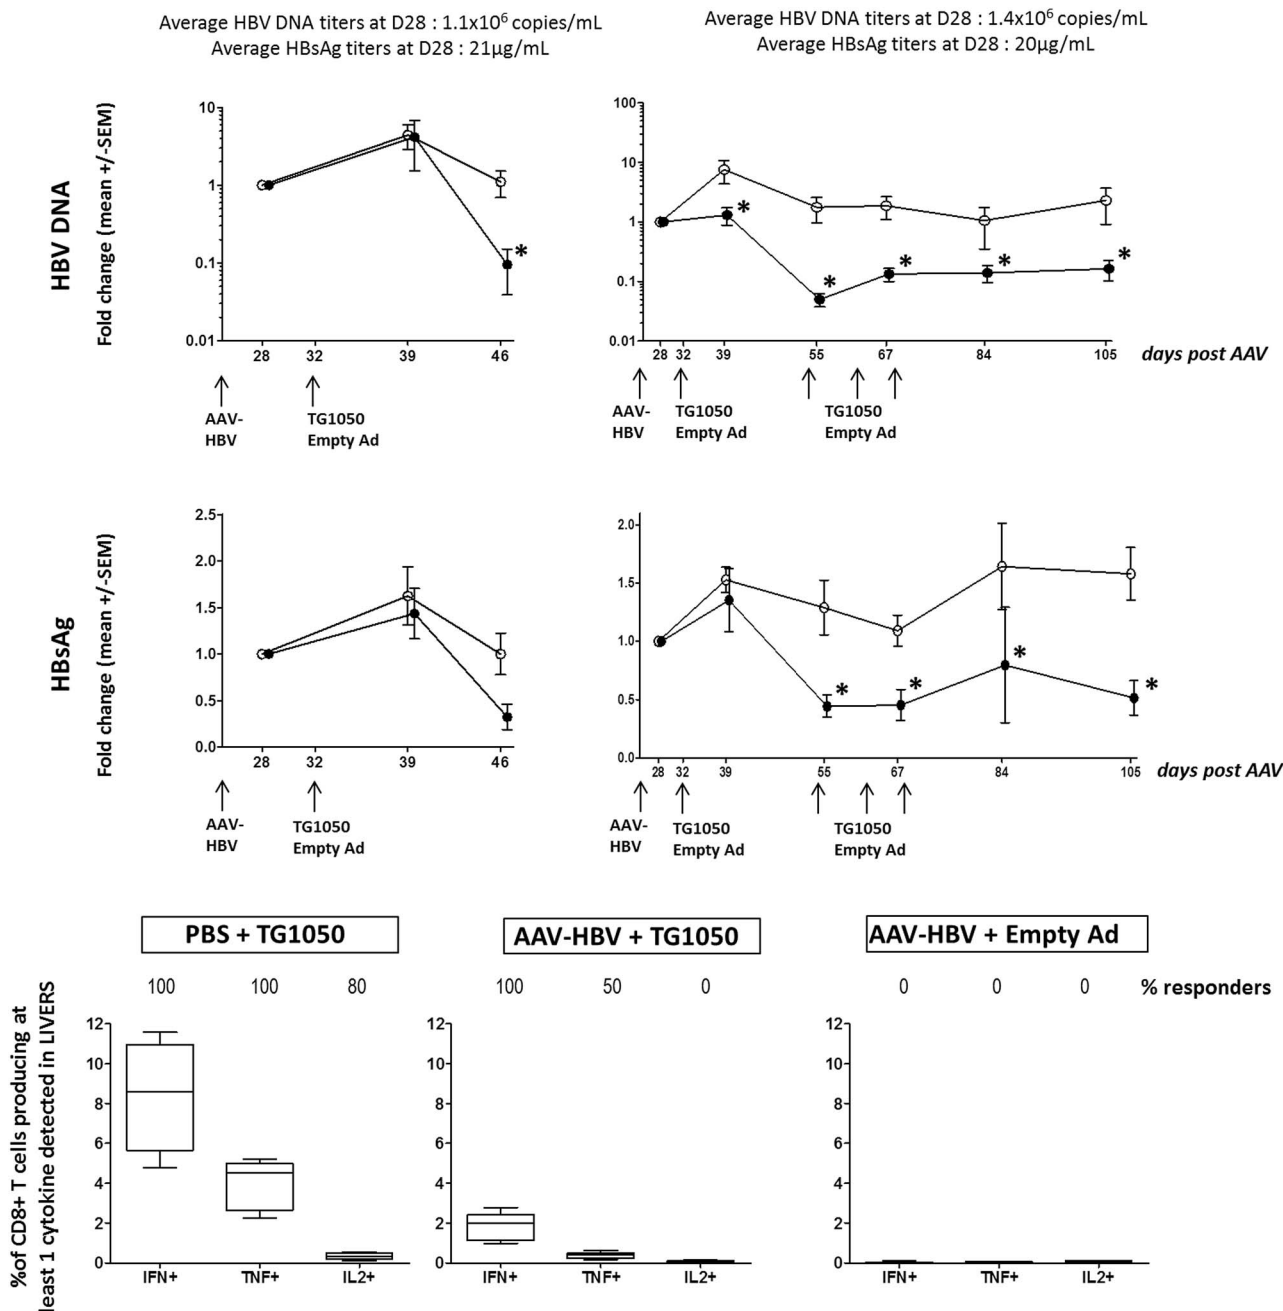 Average HBV DNA titers at D28 : 1.1x10⁶ copies/mL
Average HBsAg titers at D28 : 21µg/mL
Average HBV DNA titers at D28 : 1.4x10⁶ copies/mL
Average HBsAg titers at D28 : 20µg/mL
HBV DNA
Fold change (mean +/-SEM)
10
1
0.1
0.01
28 32 39 46
*
AAV-
HBV
TG1050
Empty Ad
100
10
1
0.1
0.01
28 32 39 55 67 84 105
* * * * *
days post AAV
AAV-
HBV
TG1050
Empty Ad
TG1050
Empty Ad
HBsAg
Fold change (mean +/-SEM)
2.5
2.0
1.5
1.0
0.5
0.0
28 32 39 46
AAV-
HBV
TG1050
Empty Ad
2.0
1.5
1.0
0.5
0.0
28 32 39 55 67 84 105
* * * *
days post AAV
AAV-
HBV
TG1050
Empty Ad
TG1050
Empty Ad
PBS + TG1050
AAV-HBV + TG1050
AAV-HBV + Empty Ad
100 100 80
100 50 0
0 0 0
% responders
%of CD8+ T cells producing at
least 1 cytokine detected in LIVERS
12
10
8
6
4
2
0
IFN+ TNF+ IL2+
12
10
8
6
4
2
0
IFN+ TNF+ IL2+
12
10
8
6
4
2
0
IFN+ TNF+ IL2+